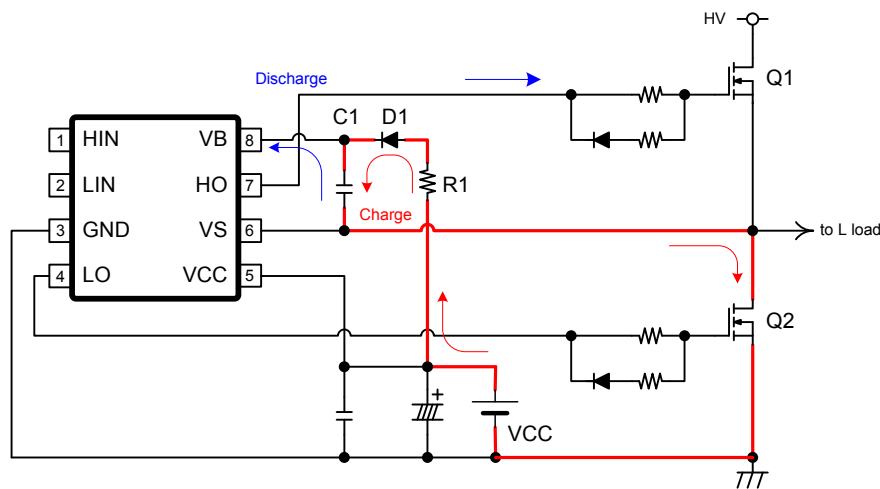 HV
Q1
Discharge
C1 D1
1 HIN VB 8
2 LIN HO 7
R1
Charge
3 GND VS 6
to L load
4 LO VCC 5
Q2
+
VCC